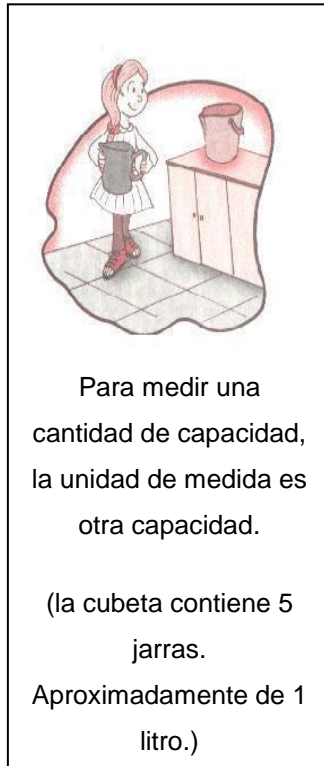 Para medir una
cantidad de capacidad,
la unidad de medida es
otra capacidad.
(la cubeta contiene 5
jarras.
Aproximadamente de 1
litro.)